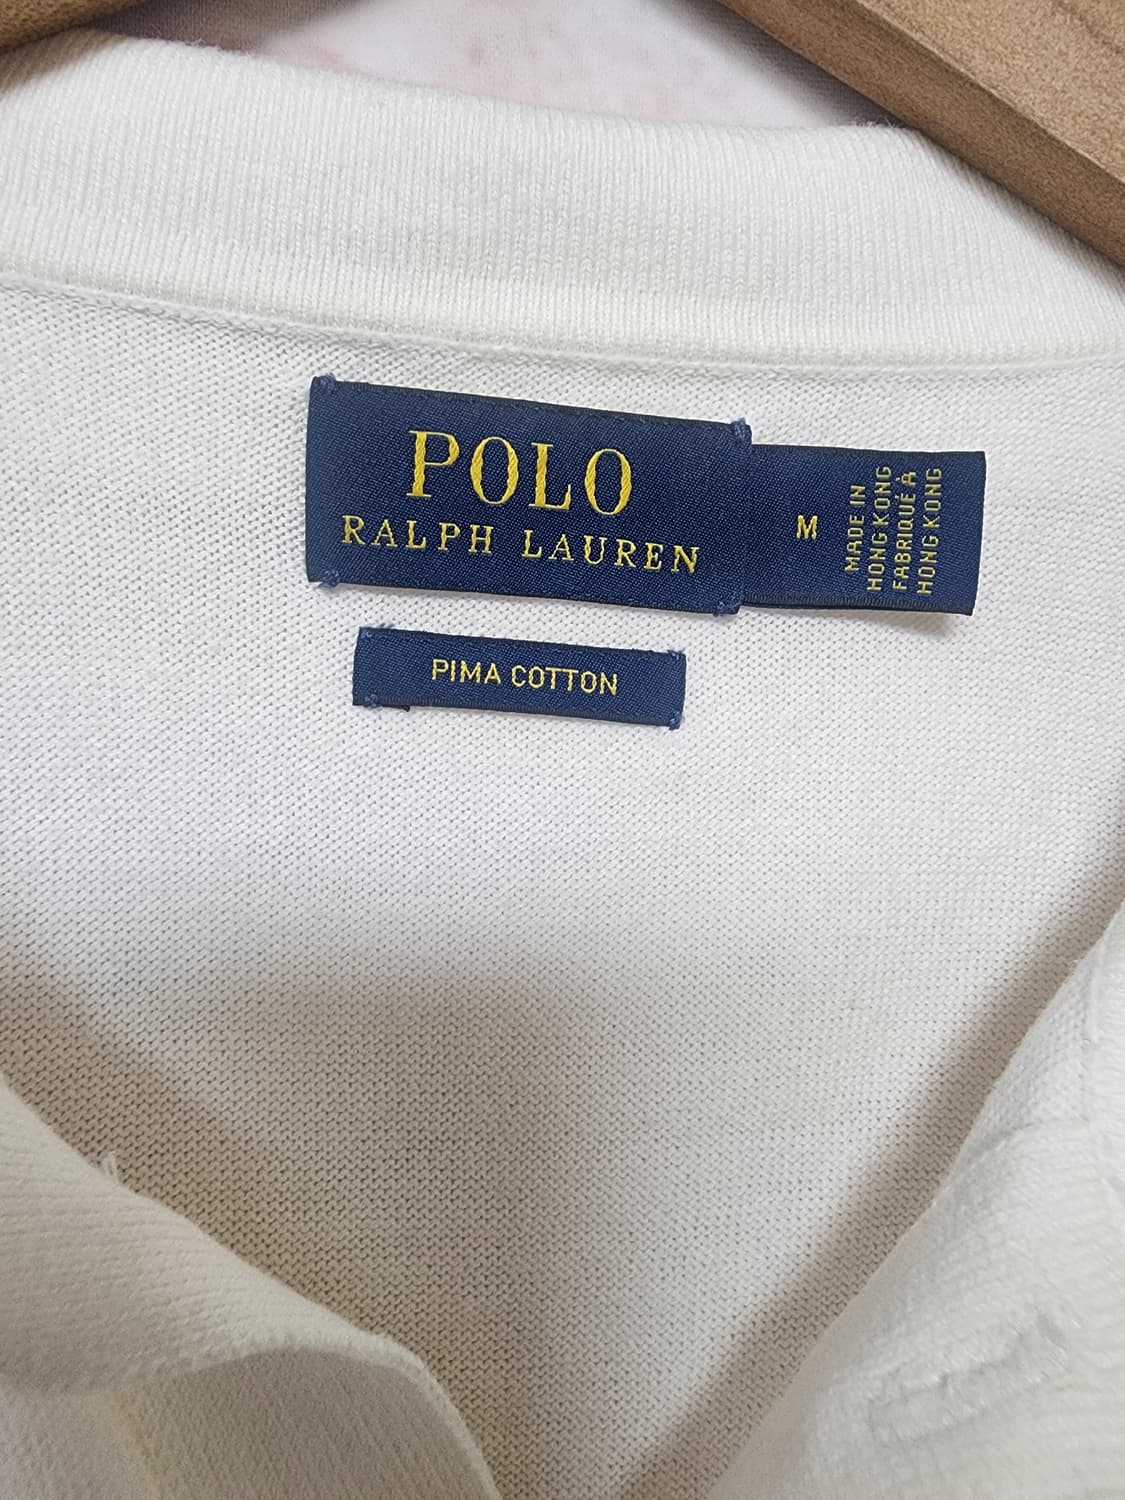 POLO
RALPH LAUREN
M
MADE IN
HONG KONG
FABRIQUÉ À
HONG KONG
PIMA COTTON